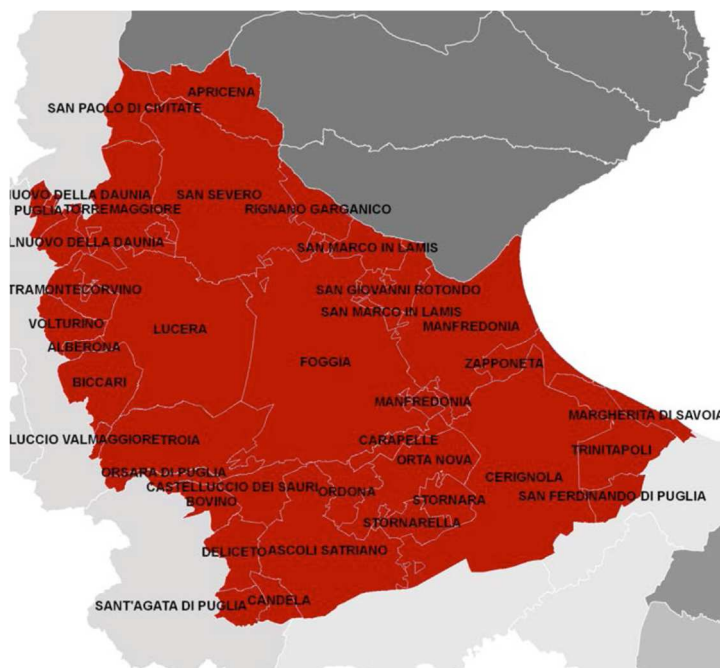 APRICENA
SAN PAOLO DI CIVITATE
NUOVO DELLA DAUNIA
SAN SEVERO
PUGLIA
TORREMAGGIORE
RIGNANO GARGANICO
LNUOVO DELLA DAUNIA
SAN MARCO IN LAMIS
TRAMONTECORVINO
SAN GIOVANNI ROTONDO
SAN MARCO IN LAMIS
VOLTURINO
LUCERA
MANFREDONIA
ALBERONA
FOGGIA
ZAPPONETA
BICCARI
MANFREDONIA
MARGHERITA DI SAVOIA
LUCCIO VALMAGGIORE
TROIA
CARAPELLE
TRINITAPOLI
ORTA NOVA
ORSARA DI PUGLIA
CERIGNOLA
CASTELLUCCIO DEI SAURI
ORDONA
SAN FERDINANDO DI PUGLIA
BOVINO
STORNARA
STORNARELLA
DELICETO
ASCOLI SATRIANO
SANT'AGATA DI PUGLIA
CANDELA